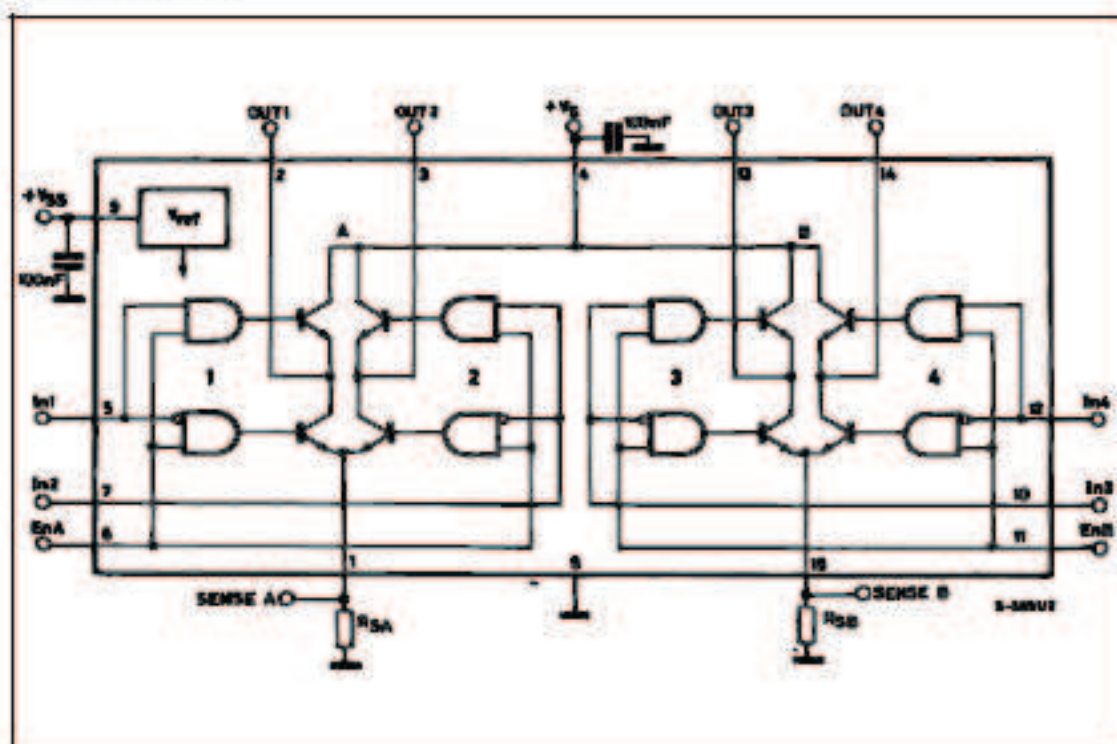 OUT1
OUT2
+VS
100nF
OUT3
OUT4
2
3
4
13
14
+VSS
9
Vref
A
B
100nF
1
2
3
4
In1
5
12
In4
In2
7
10
In3
EnA
6
11
EnB
1
8
15
SENSE A
SENSE B
RSA
RSB